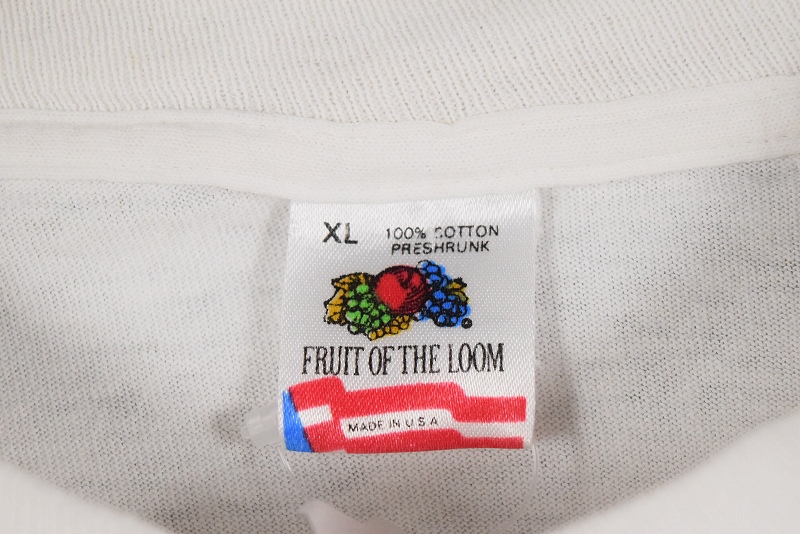 XL
100% COTTON
PRESHRUNK
FRUIT OF THE LOOM
MADE IN U S A